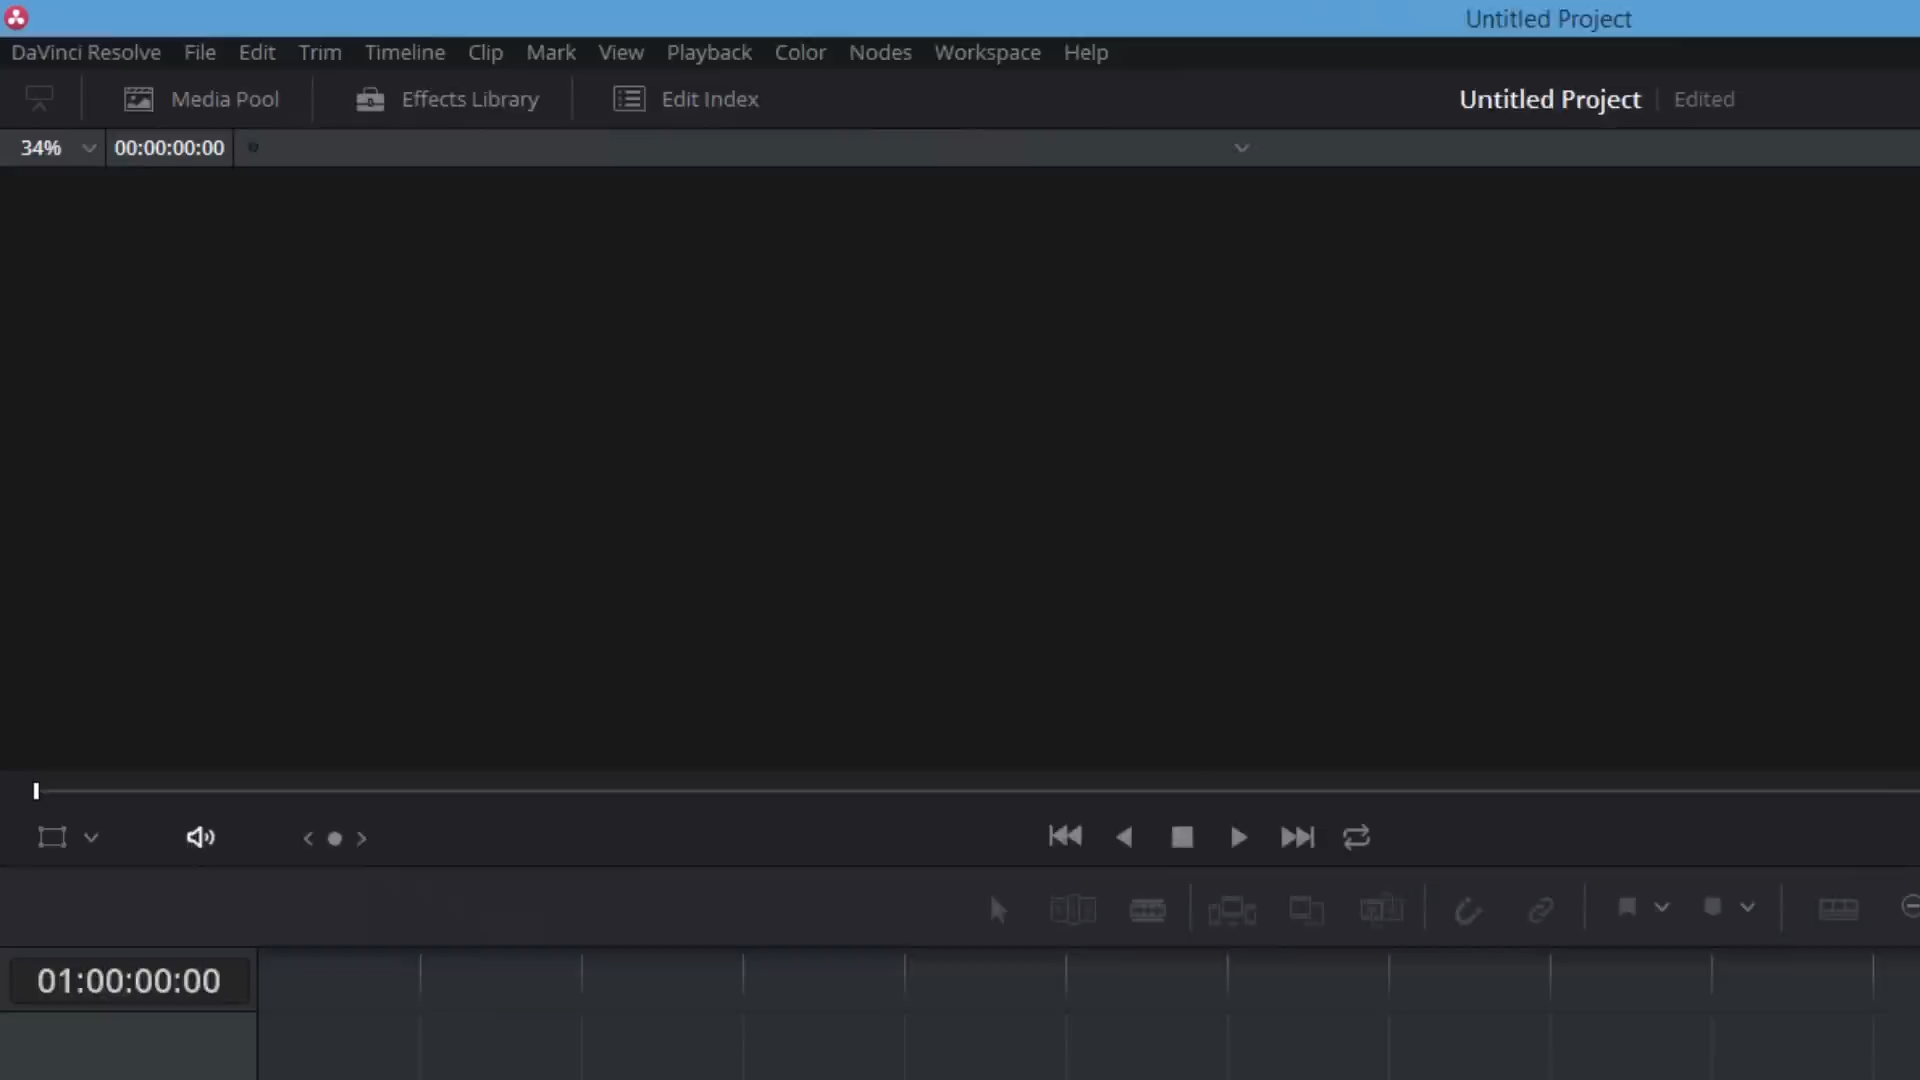 Untitled Project
DaVinci Resolve File Edit Trim Timeline Clip Mark View Playback Color Nodes Workspace Help
Media Pool Effects Library Edit Index Untitled Project Edited
34% 00:00:00:00
01:00:00:00